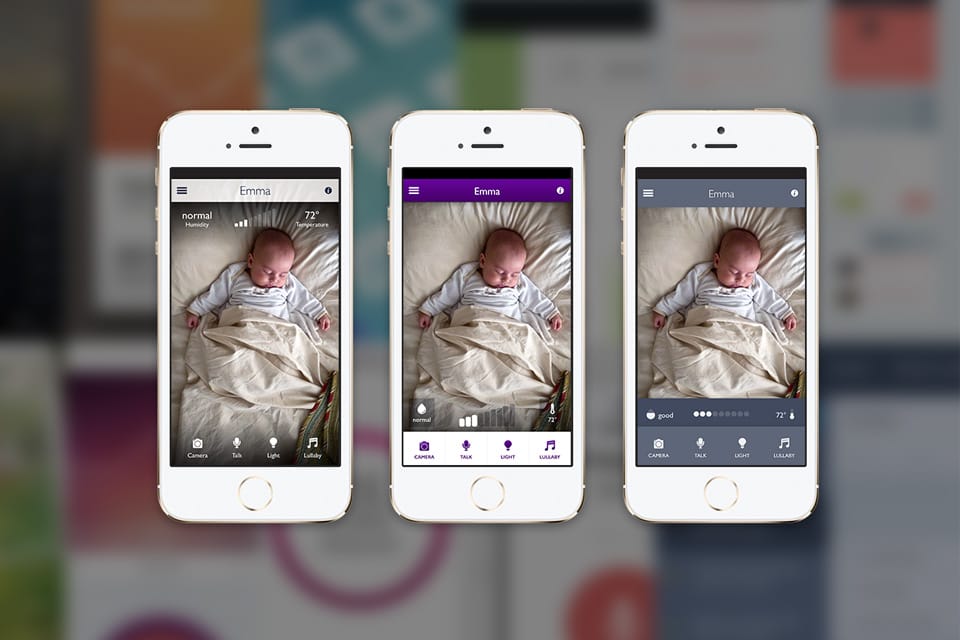 Emma
normal
Humidity
72°
Temperature
Camera
Talk
Light
Lullaby
Emma
normal
72°
CAMERA
TALK
LIGHT
LULLABY
Emma
good
72°
CAMERA
TALK
LIGHT
LULLABY